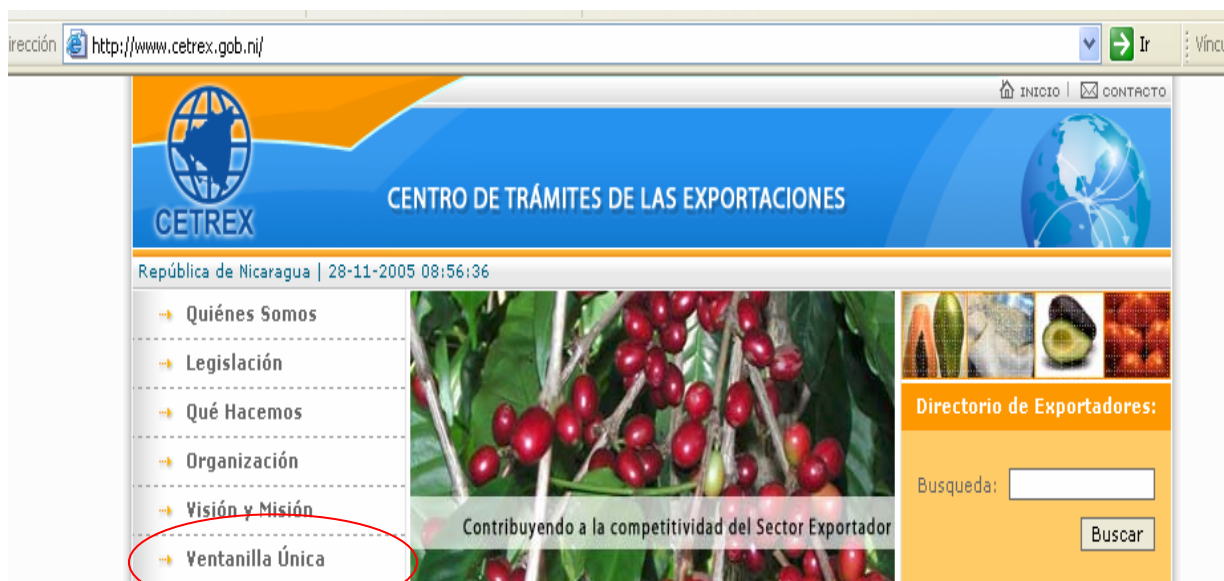 irección http://www.cetrex.gob.ni/ Ir Víncu
INICIO | CONTACTO
CETREX
CENTRO DE TRÁMITES DE LAS EXPORTACIONES
República de Nicaragua | 28-11-2005 08:56:36
Quiénes Somos
Legislación
Qué Hacemos
Organización
Visión y Misión
Ventanilla Única
Contribuyendo a la competitividad del Sector Exportador
Directorio de Exportadores:
Busqueda:
Buscar